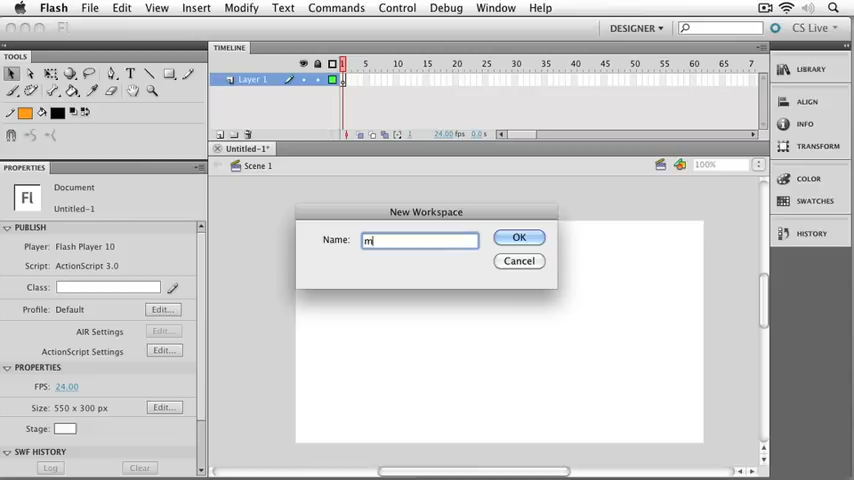 Flash File Edit View Insert Modify Text Commands Control Debug Window Help
DESIGNER CS Live
TOOLS
TIMELINE
1 5 10 15 20 25 30 35 40 45 50 55 60 65 7
Layer 1
LIBRARY
ALIGN
INFO
TRANSFORM
COLOR
SWATCHES
HISTORY
1 24.00 fps 0.0 s
Untitled-1*
Scene 1
100%
PROPERTIES
Fl
Document
Untitled-1
PUBLISH
Player: Flash Player 10
Script: ActionScript 3.0
Class:
Profile: Default Edit...
AIR Settings Edit...
ActionScript Settings Edit...
PROPERTIES
FPS: 24.00
Size: 550 x 300 px Edit...
Stage:
SWF HISTORY
Log Clear
New Workspace
Name: m OK
Cancel